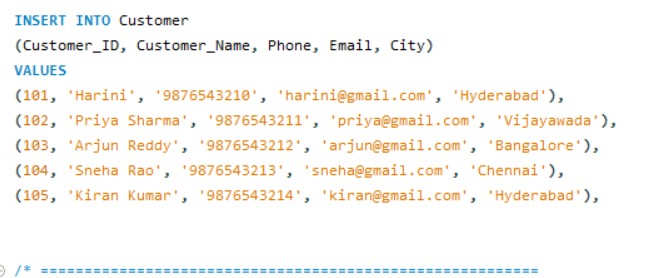 INSERT INTO Customer
(Customer_ID, Customer_Name, Phone, Email, City)
VALUES
(101, 'Harini', '9876543210', 'harini@gmail.com', 'Hyderabad'),
(102, 'Priya Sharma', '9876543211', 'priya@gmail.com', 'Vijayawada'),
(103, 'Arjun Reddy', '9876543212', 'arjun@gmail.com', 'Bangalore'),
(104, 'Sneha Rao', '9876543213', 'sneha@gmail.com', 'Chennai'),
(105, 'Kiran Kumar', '9876543214', 'kiran@gmail.com', 'Hyderabad'),
/* =========================================================